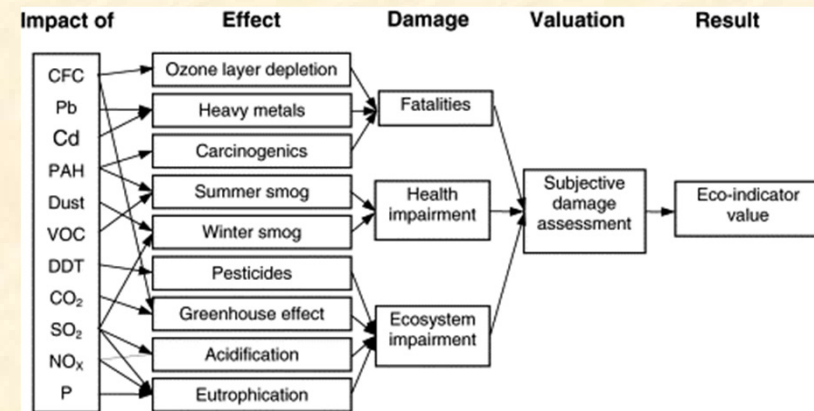 Impact of
Effect
Damage
Valuation
Result
CFC
Pb
Cd
PAH
Dust
VOC
DDT
CO₂
SO₂
NOₓ
P
Ozone layer depletion
Heavy metals
Carcinogenics
Summer smog
Winter smog
Pesticides
Greenhouse effect
Acidification
Eutrophication
Fatalities
Health
impairment
Ecosystem
impairment
Subjective
damage
assessment
Eco-indicator
value